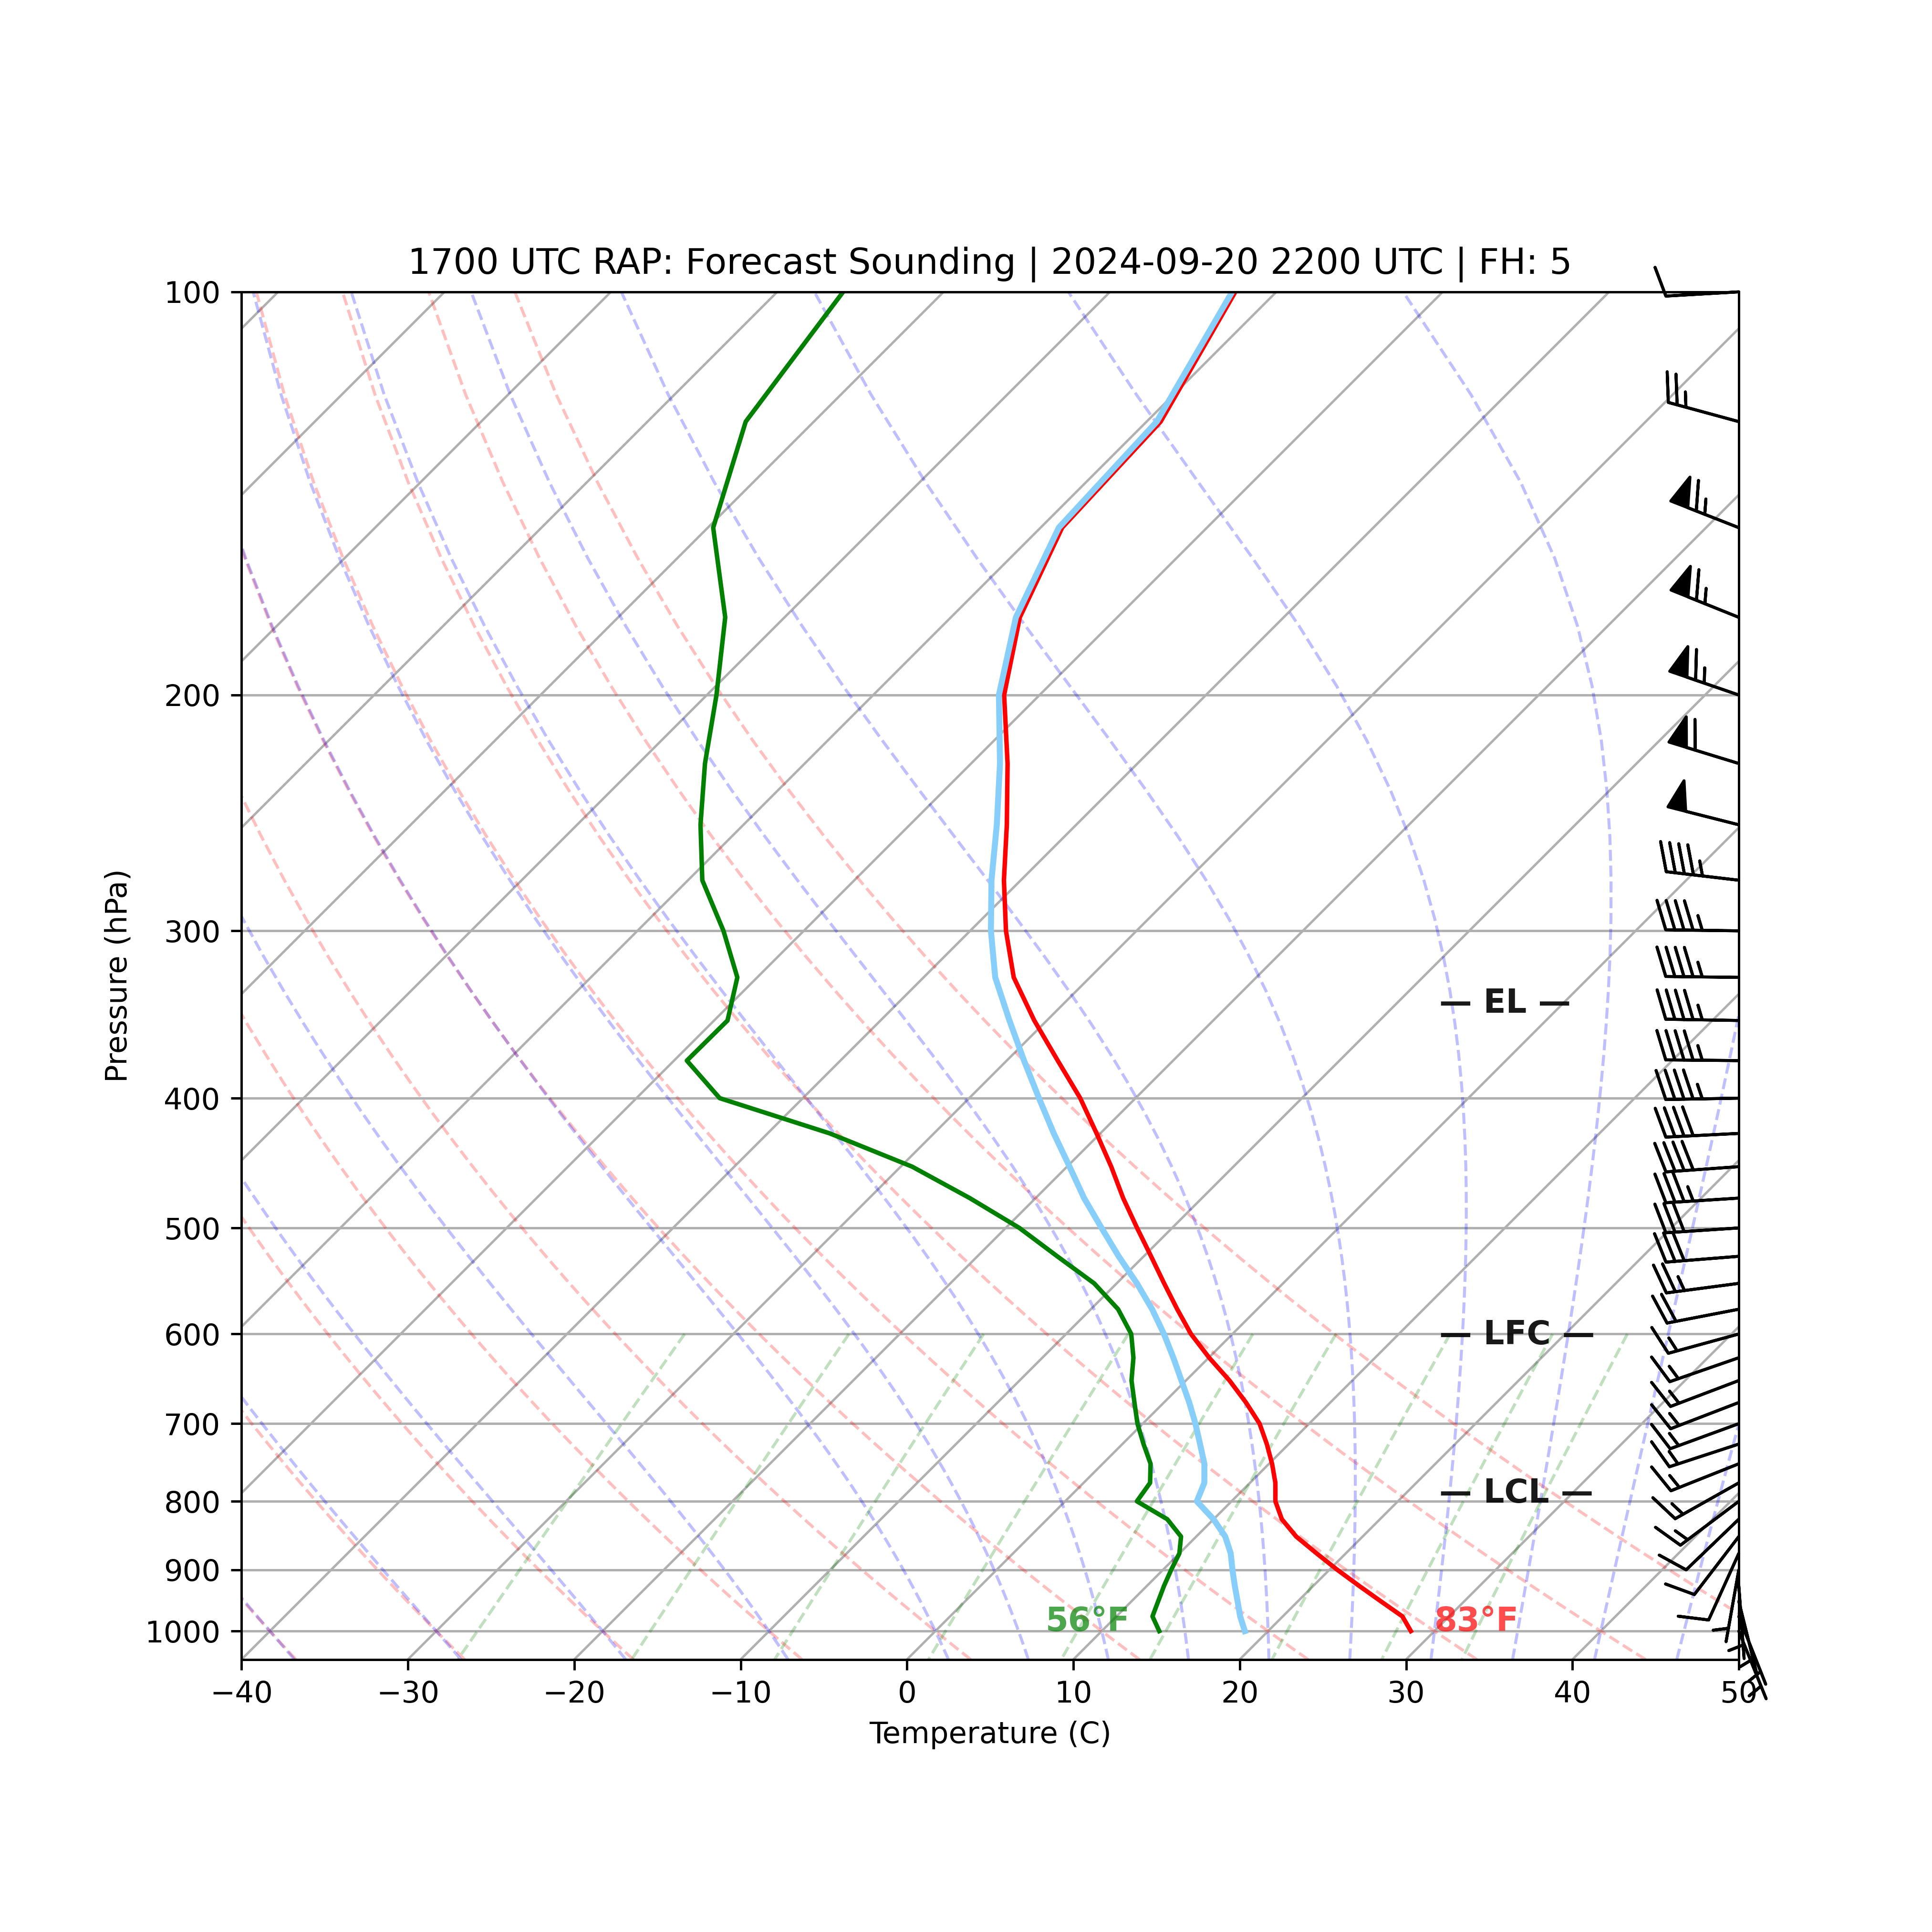 1700 UTC RAP: Forecast Sounding | 2024-09-20 2200 UTC | FH: 5
100
200
300
— EL —
Pressure (hPa)
400
500
600
— LFC —
700
800
— LCL —
900
1000
56°F
83°F
−40 −30 −20 −10 0 10 20 30 40 50
Temperature (C)